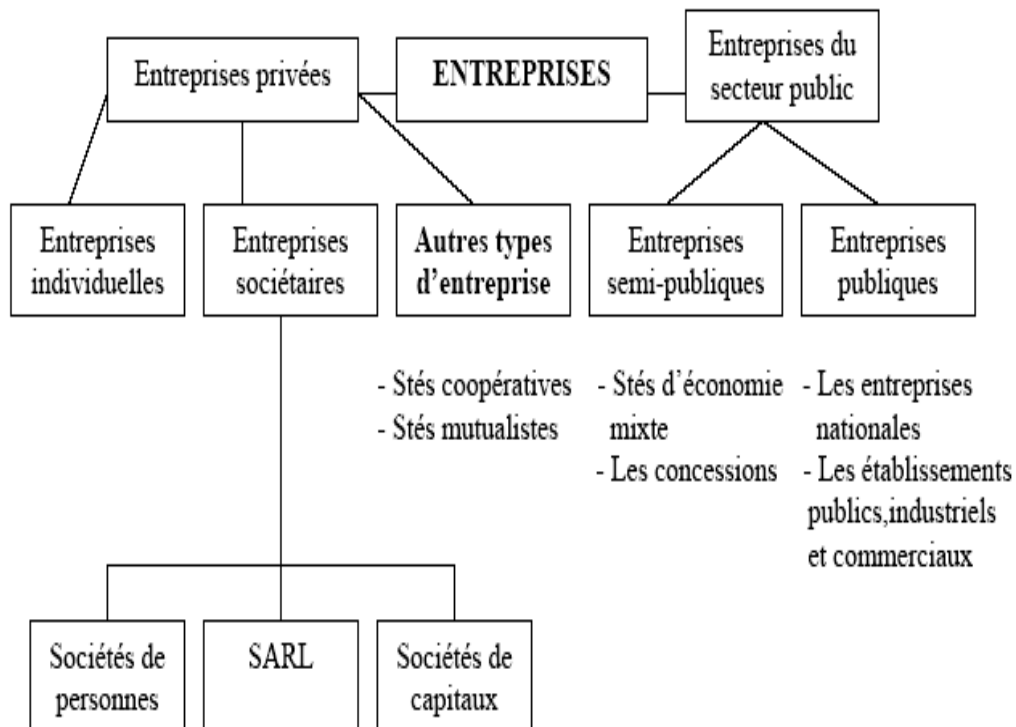 Entreprises privées
ENTREPRISES
Entreprises du
secteur public
Entreprises
individuelles
Entreprises
sociétaires
Autres types
d'entreprise
Entreprises
semi-publiques
Entreprises
publiques
- Stés coopératives
- Stés mutualistes
- Stés d'économie
mixte
- Les concessions
- Les entreprises
nationales
- Les établissements
publics,industriels
et commerciaux
Sociétés de
personnes
SARL
Sociétés de
capitaux